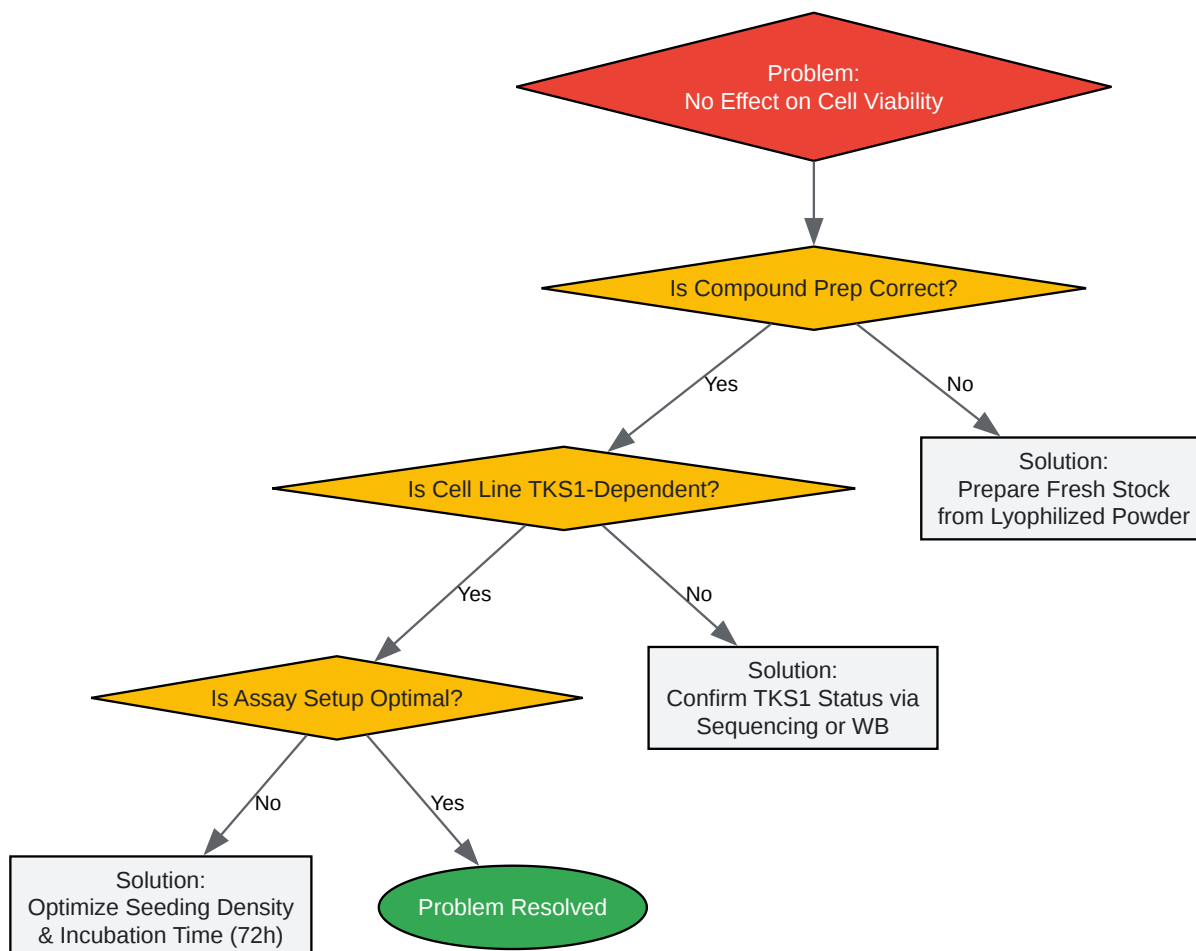 Problem:
No Effect on Cell Viability
Is Compound Prep Correct?
Yes
No
Solution:
Prepare Fresh Stock
from Lyophilized Powder
Is Cell Line TKS1-Dependent?
Yes
No
Solution:
Confirm TKS1 Status via
Sequencing or WB
Is Assay Setup Optimal?
No
Yes
Solution:
Optimize Seeding Density
& Incubation Time (72h)
Problem Resolved